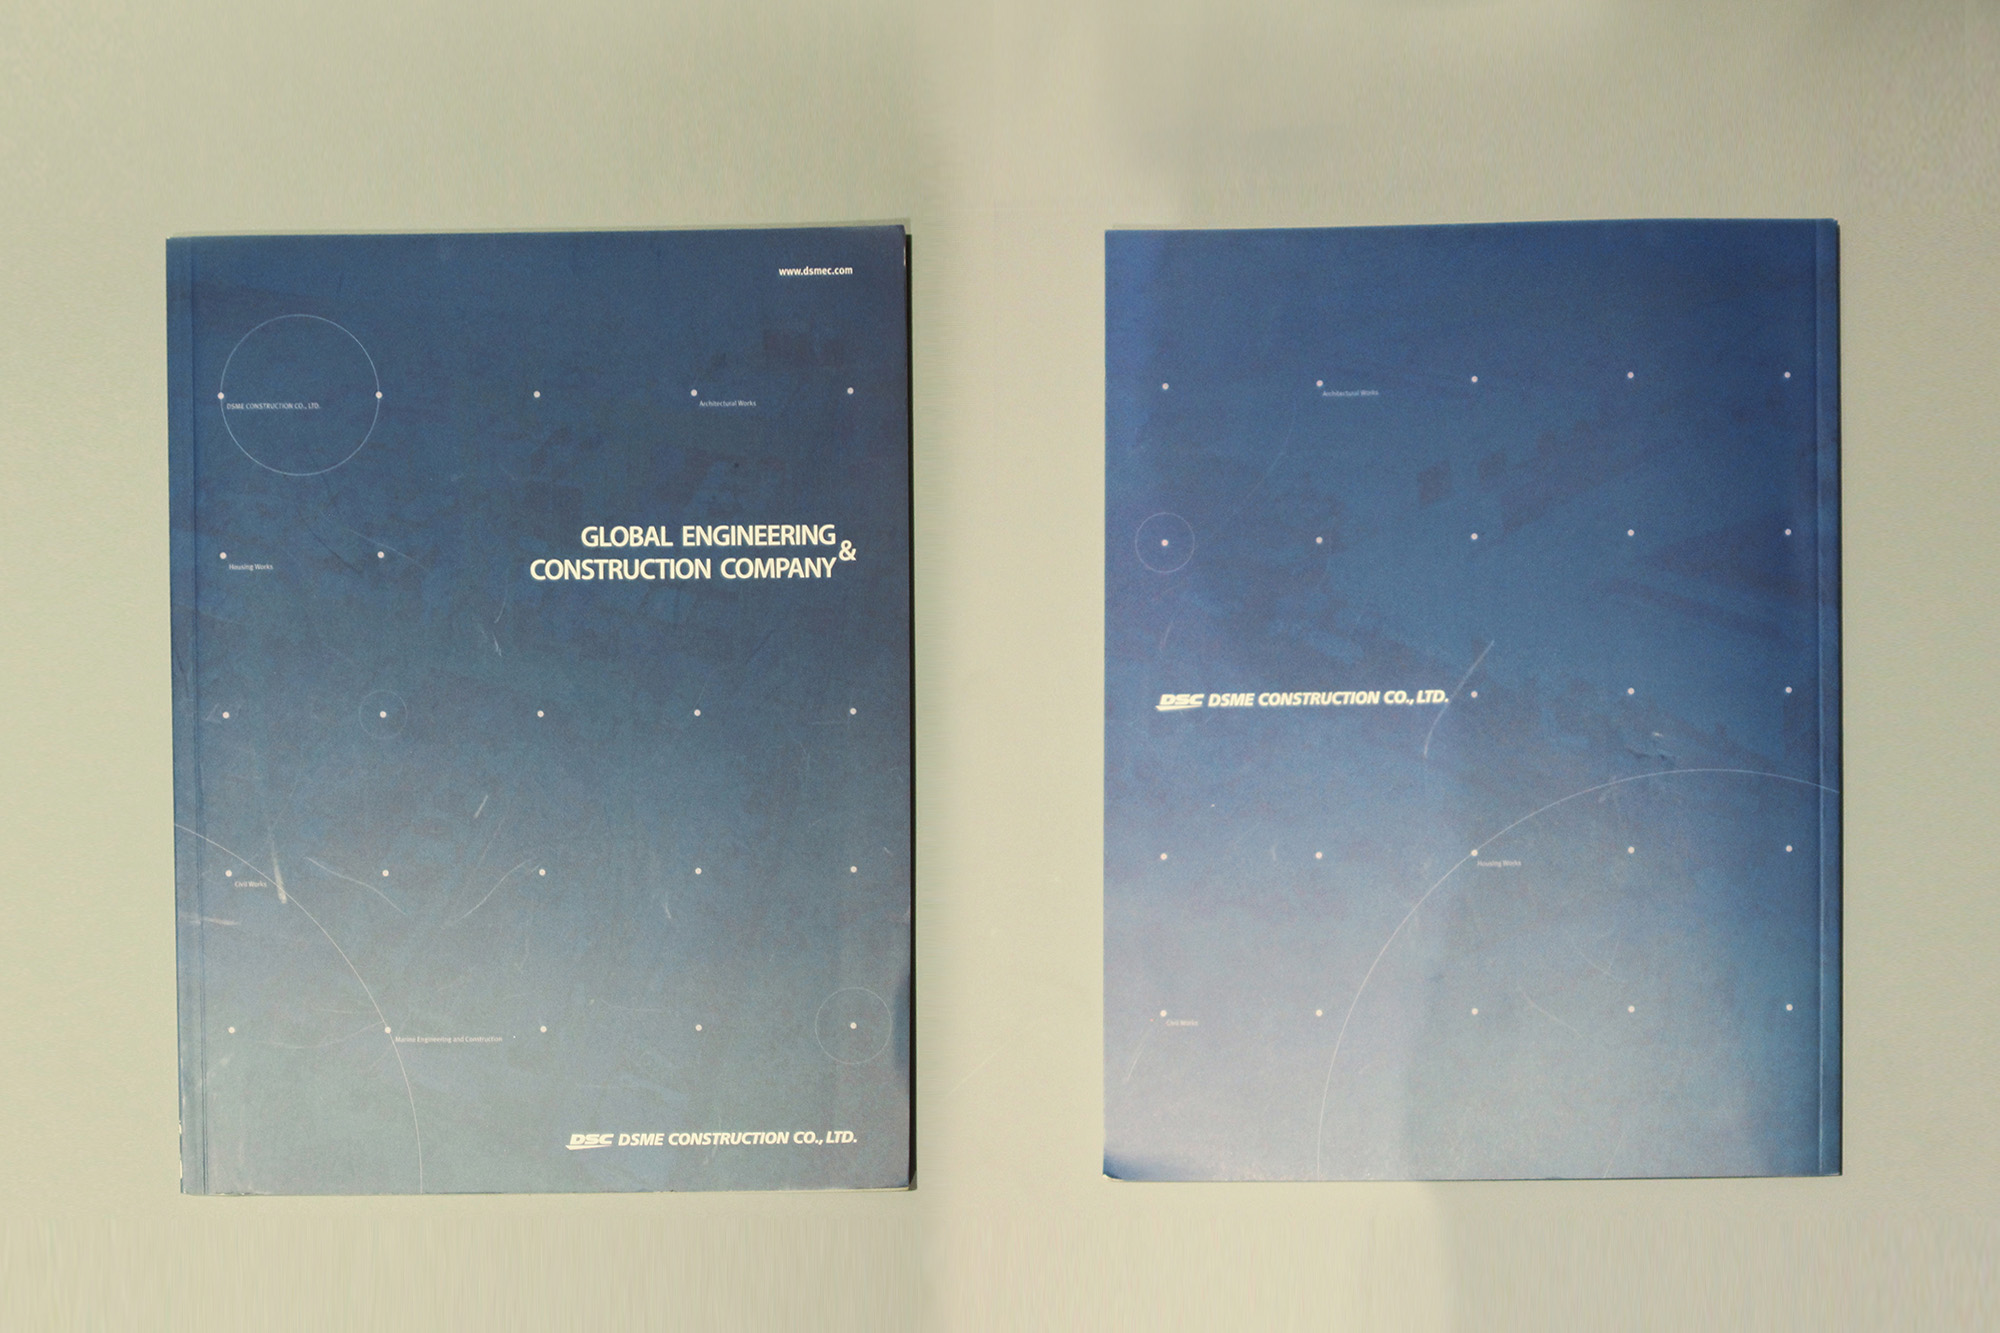 www.dsmec.com
DSME CONSTRUCTION CO., LTD.
Architectural Works
GLOBAL ENGINEERING &
CONSTRUCTION COMPANY
Housing Works
Civil Works
Marine Engineering and Construction
DSC DSME CONSTRUCTION CO., LTD.
Architectural Works
DSC DSME CONSTRUCTION CO., LTD.
Housing Works
Civil Works